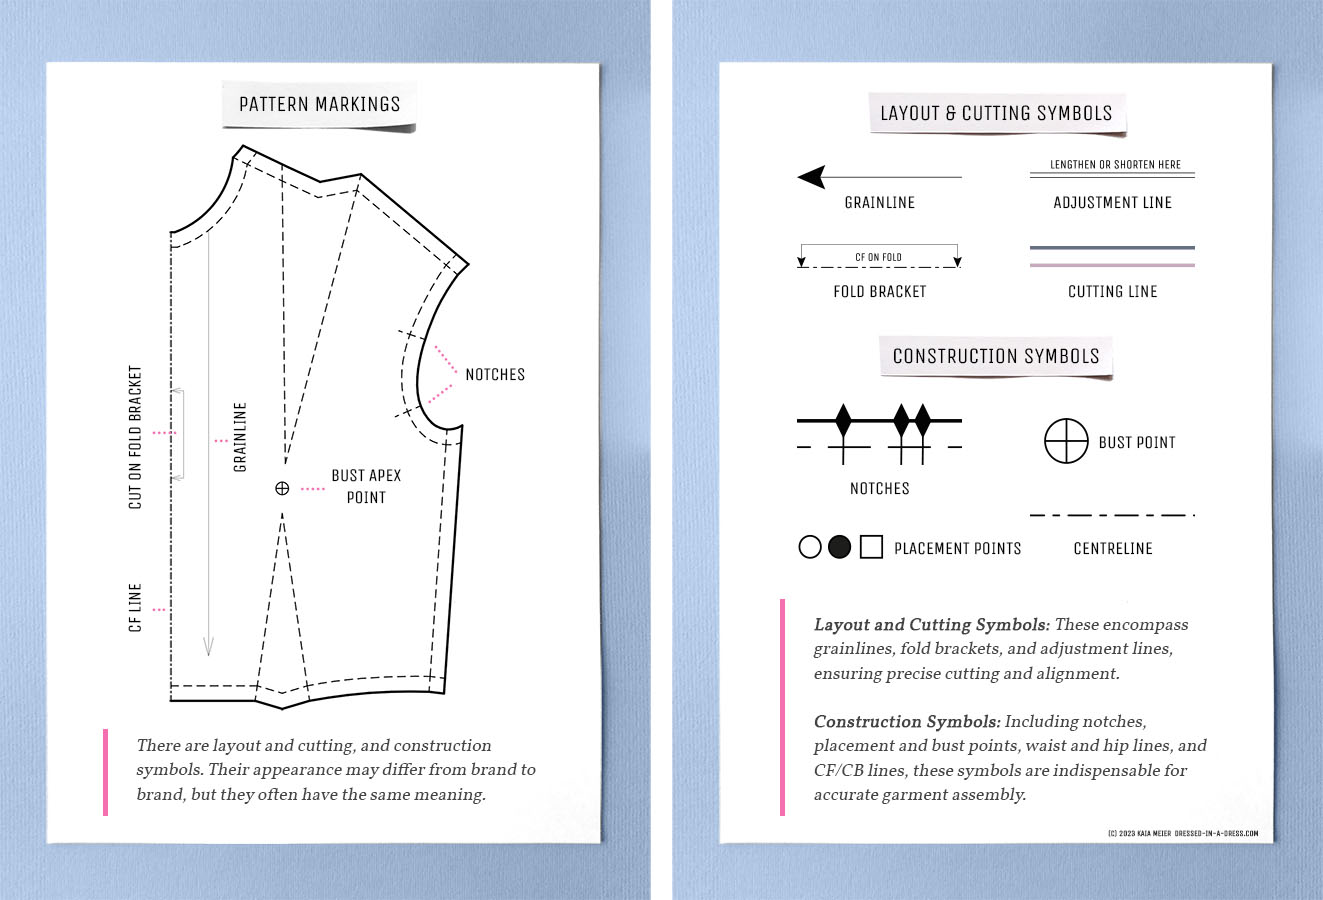 PATTERN MARKINGS
NOTCHES
CUT ON FOLD BRACKET
GRAINLINE
BUST APEX
POINT
CF LINE
There are layout and cutting, and construction
symbols. Their appearance may differ from brand to
brand, but they often have the same meaning.
LAYOUT & CUTTING SYMBOLS
LENGTHEN OR SHORTEN HERE
GRAINLINE
ADJUSTMENT LINE
CF ON FOLD
FOLD BRACKET
CUTTING LINE
CONSTRUCTION SYMBOLS
BUST POINT
NOTCHES
PLACEMENT POINTS
CENTRELINE
Layout and Cutting Symbols: These encompass
grainlines, fold brackets, and adjustment lines,
ensuring precise cutting and alignment.
Construction Symbols: Including notches,
placement and bust points, waist and hip lines, and
CF/CB lines, these symbols are indispensable for
accurate garment assembly.
(C) 2023 KAIA MEIER DRESSED-IN-A-DRESS.COM